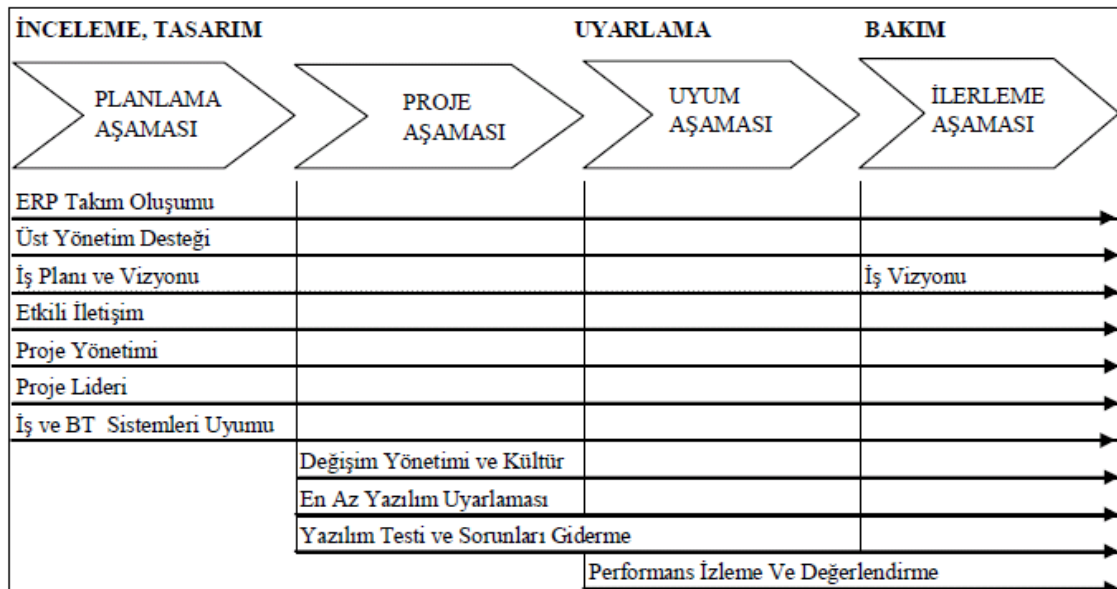 İNCELEME, TASARIM UYARLAMA BAKIM
PLANLAMA
AŞAMASI
PROJE
AŞAMASI
UYUM
AŞAMASI
İLERLEME
AŞAMASI
ERP Takım Oluşumu
Üst Yönetim Desteği
İş Planı ve Vizyonu İş Vizyonu
Etkili İletişim
Proje Yönetimi
Proje Lideri
İş ve BT Sistemleri Uyumu
Değişim Yönetimi ve Kültür
En Az Yazılım Uyarlaması
Yazılım Testi ve Sorunları Giderme
Performans İzleme Ve Değerlendirme